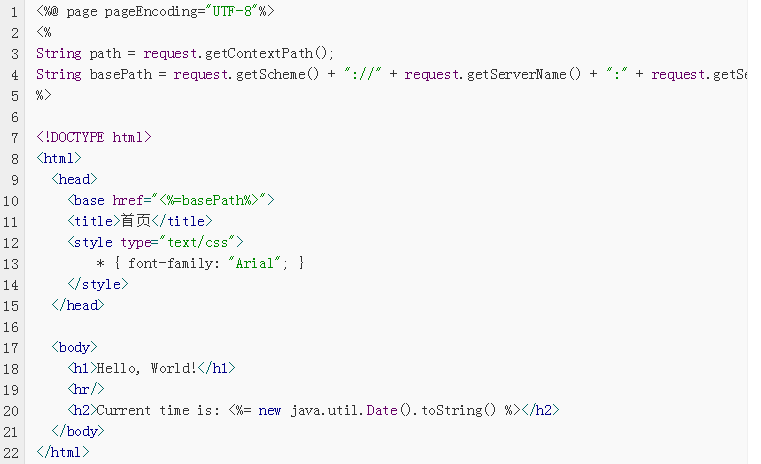 1 <%@ page pageEncoding="UTF-8"%>
2 <%
3 String path = request.getContextPath();
4 String basePath = request.getScheme() + "://" + request.getServerName() + ":" + request.getSe
5 %>
6
7 <!DOCTYPE html>
8 <html>
9 <head>
10 <base href="<%=basePath%>">
11 <title>首页</title>
12 <style type="text/css">
13 * { font-family: "Arial"; }
14 </style>
15 </head>
16
17 <body>
18 <h1>Hello, World!</h1>
19 <hr/>
20 <h2>Current time is: <%= new java.util.Date().toString() %></h2>
21 </body>
22 </html>